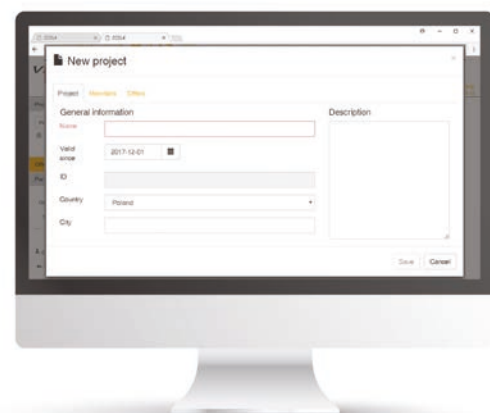 New project
Project Members Offers
General information
Description
Name
Valid since
2017-12-01
ID
Country
Poland
City
Save
Cancel